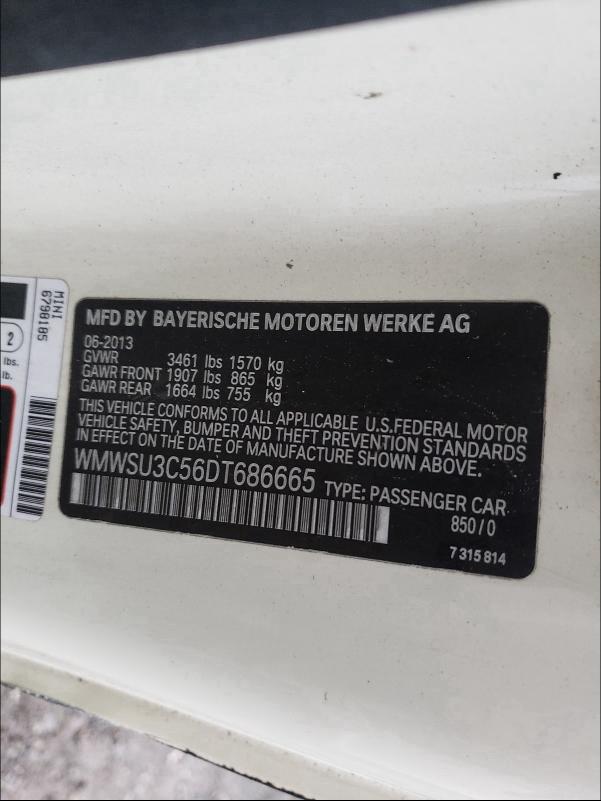 MFD BY BAYERISCHE MOTOREN WERKE AG
06-2013
GVWR 3461 lbs 1570 kg
GAWR FRONT 1907 lbs 865 kg
GAWR REAR 1664 lbs 755 kg
THIS VEHICLE CONFORMS TO ALL APPLICABLE U.S.FEDERAL MOTOR
VEHICLE SAFETY, BUMPER AND THEFT PREVENTION STANDARDS
IN EFFECT ON THE DATE OF MANUFACTURE SHOWN ABOVE.
WMWSU3C56DT686665 TYPE: PASSENGER CAR
850/0
7 315 814
MINI
6798185
2
lbs.
lb.